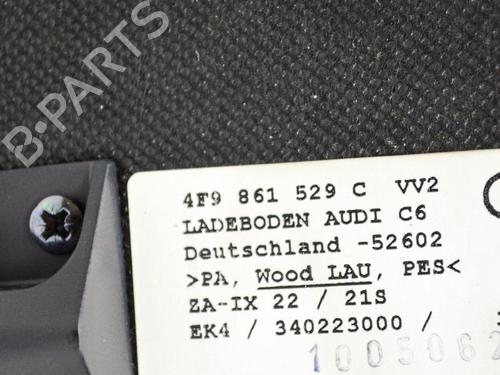 B-PARTS
4F9 861 529 C VV2
LADEBODEN AUDI C6
Deutschland -52602
>PA, Wood LAU, PES<
ZA-IX 22 / 21S
EK4 / 340223000 /
1005062